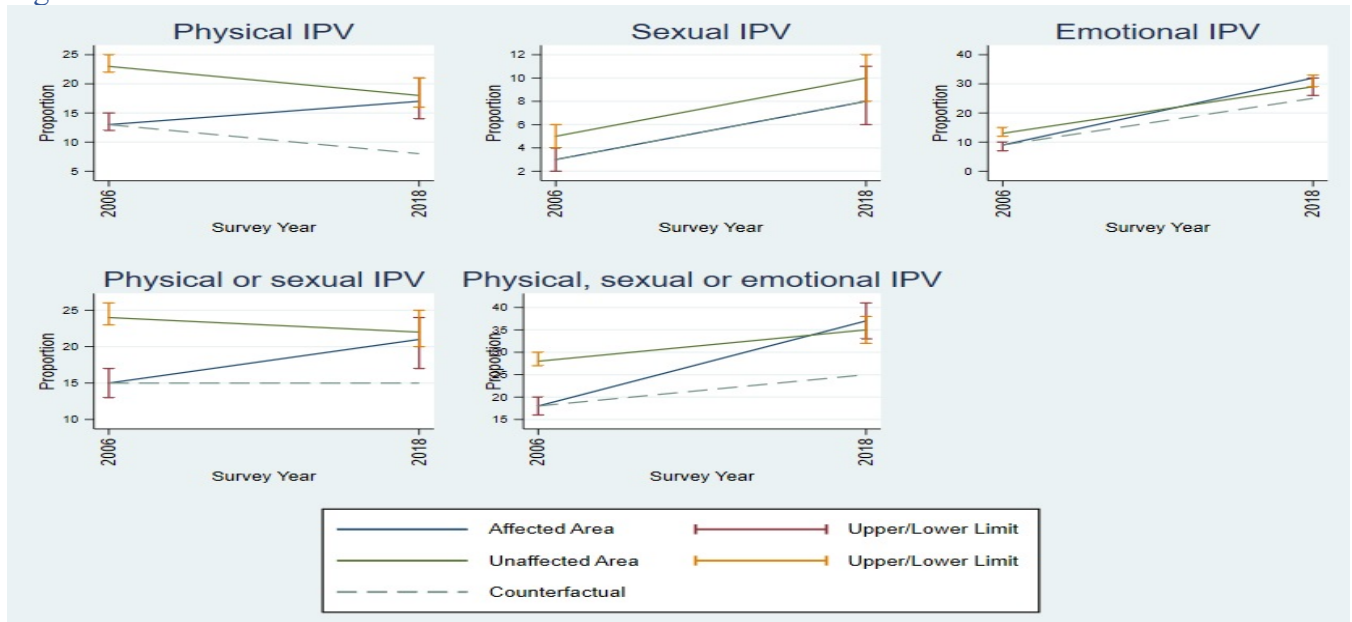 Physical IPV
Sexual IPV
Emotional IPV
Proportion
25
20
15
10
5
2006
2018
Survey Year
Proportion
12
10
8
6
4
2
2006
2018
Survey Year
Proportion
40
30
20
10
0
2006
2018
Survey Year
Physical or sexual IPV
Physical, sexual or emotional IPV
Proportion
25
20
15
10
2006
2018
Survey Year
Proportion
40
35
30
25
20
15
2006
2018
Survey Year
Affected Area
Upper/Lower Limit
Unaffected Area
Upper/Lower Limit
Counterfactual